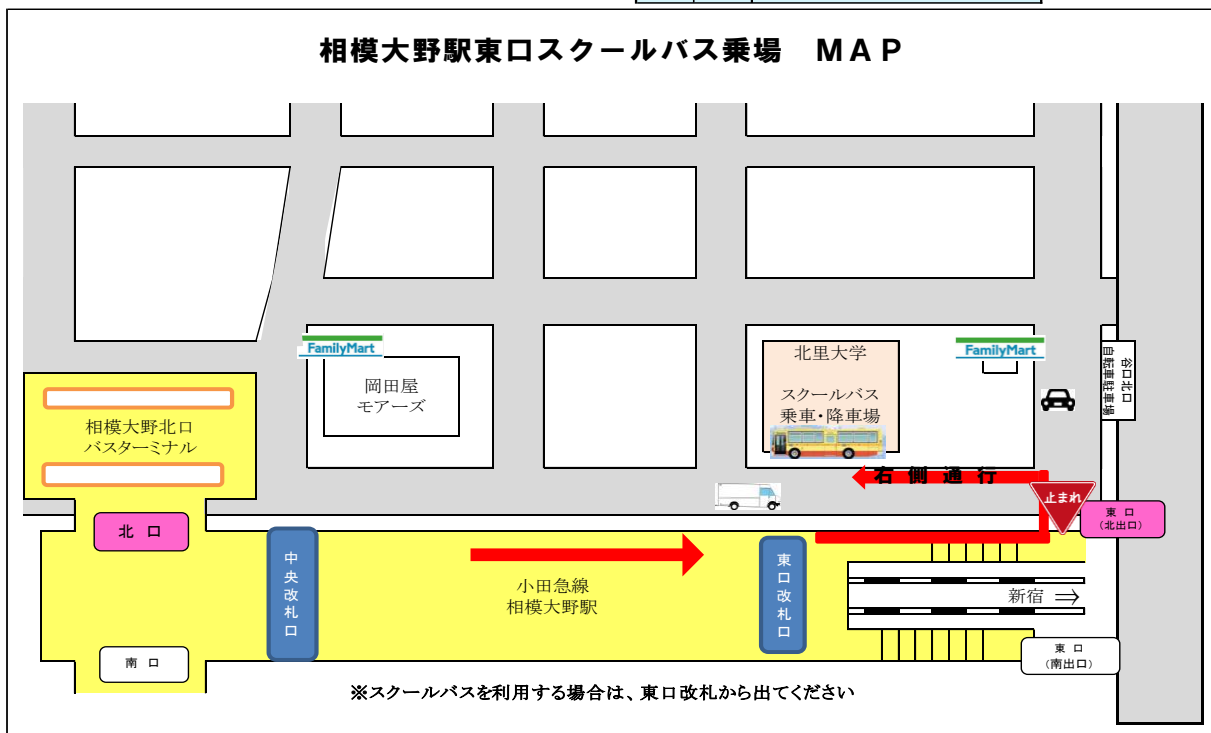 相模大野駅東口スクールバス乗場　ＭＡＰ
FamilyMart
岡田屋
モアーズ
北里大学
スクールバス
乗車・降車場
FamilyMart
谷口北口
自転車駐車場
相模大野北口
バスターミナル
右側通行
止まれ
東口
(北出口)
北口
中央改札口
東口改札口
小田急線
相模大野駅
新宿 ⇒
南口
東口
(南出口)
※スクールバスを利用する場合は、東口改札から出てください